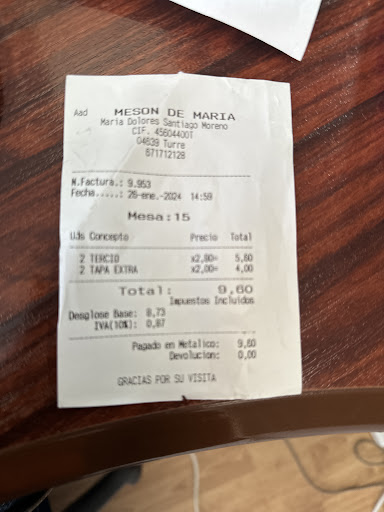 Aad MESON DE MARIA
Maria Dolores Santiago Moreno
CIF. 45604400T
04639 Turre
671712128
N.Factura.: 9.953
Fecha.....: 26-ene.-2024 14:59
Mesa:15
Uds Concepto Precio Total
2 TERCIO x2,80= 5,60
2 TAPA EXTRA x2,00= 4,00
Total: 9,60
Impuestos Incluidos
Desglose Base: 8,73
IVA(10%): 0,87
Pagado en Metalico: 9,60
Devolucion: 0,00
GRACIAS POR SU VISITA